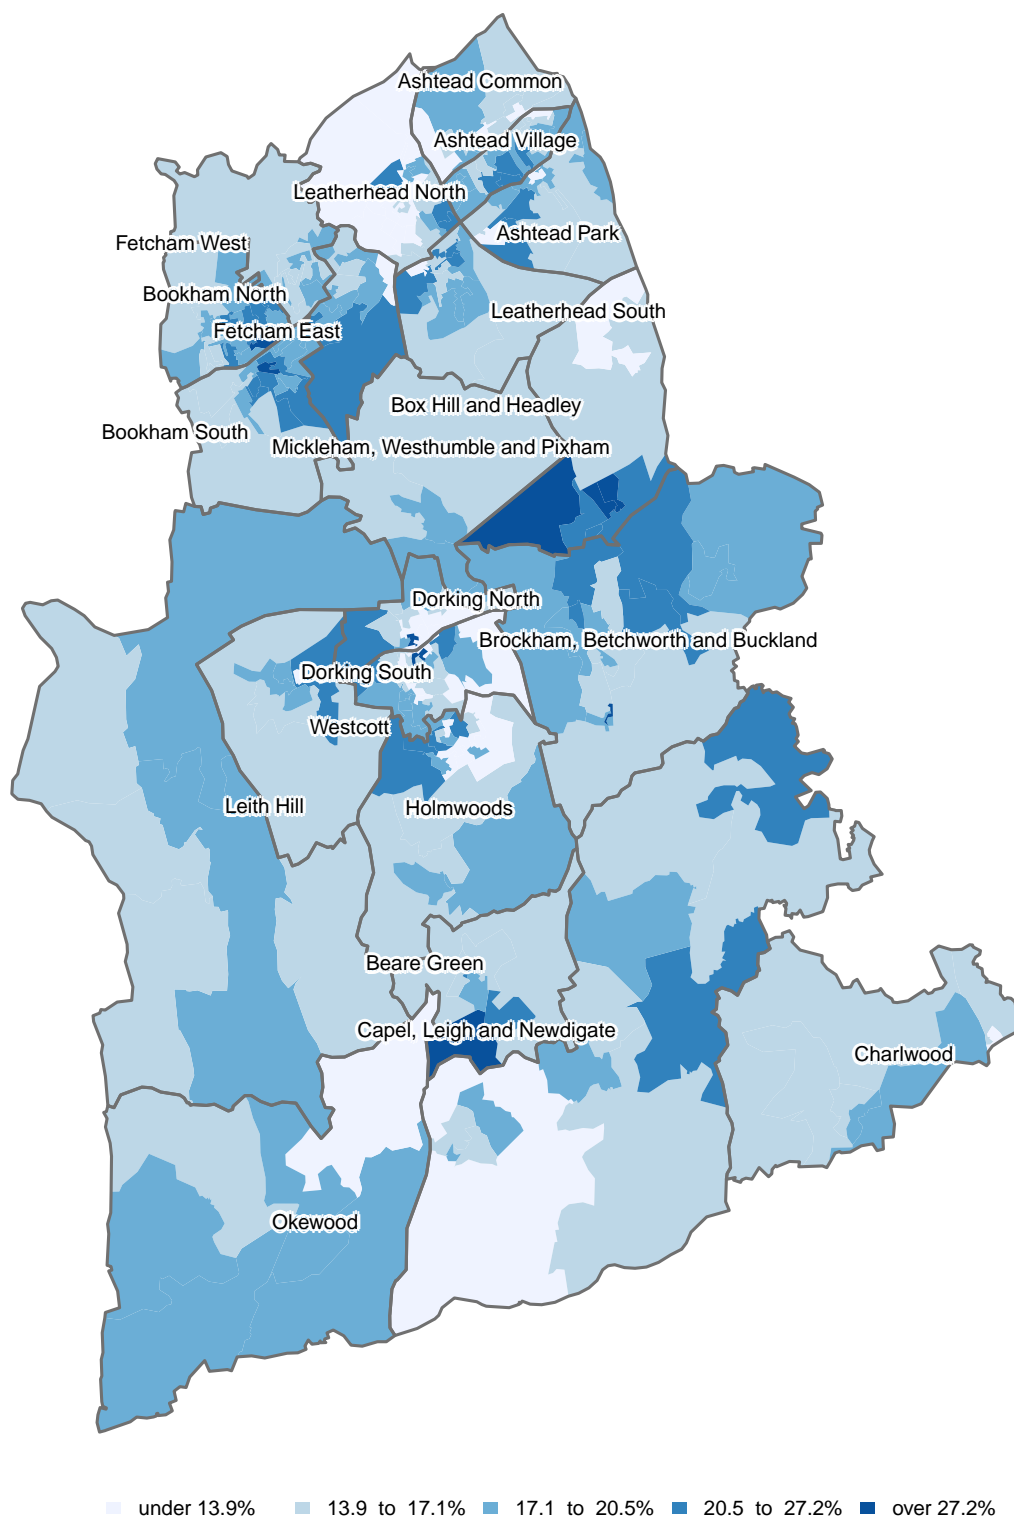 Ashtead Common
Ashtead Village
Leatherhead North
Ashtead Park
Fetcham West
Bookham North
Leatherhead South
Fetcham East
Box Hill and Headley
Bookham South
Mickleham, Westhumble and Pixham
Dorking North
Brockham, Betchworth and Buckland
Dorking South
Westcott
Leith Hill
Holmwoods
Beare Green
Capel, Leigh and Newdigate
Charlwood
Okewood
under 13.9% 13.9 to 17.1% 17.1 to 20.5% 20.5 to 27.2% over 27.2%